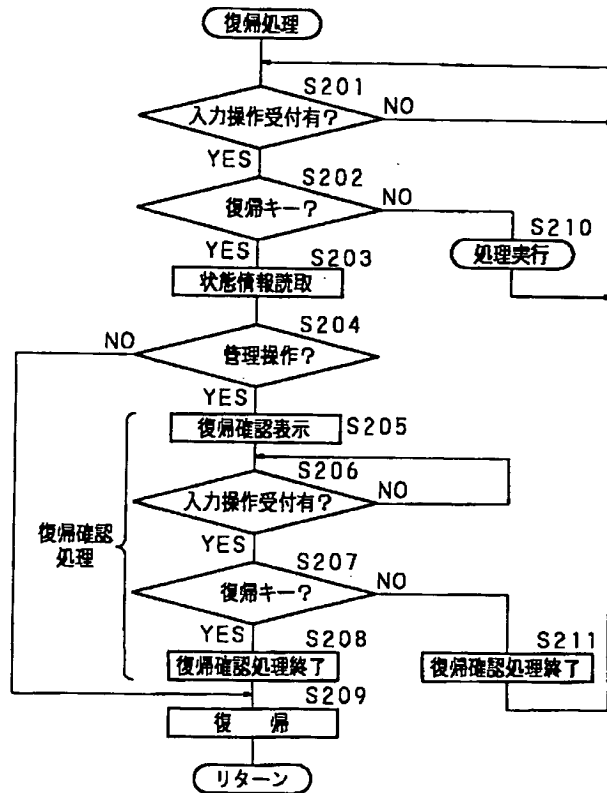 復帰処理
S201
入力操作受付有?
NO
YES
S202
復帰キー?
NO
YES
S210
処理実行
S203
状態情報読取
S204
NO
管理操作?
YES
復帰確認表示
S205
S206
入力操作受付有?
NO
復帰確認
処理
YES
S207
復帰キー?
NO
YES
S208
復帰確認処理終了
S211
復帰確認処理終了
S209
復 帰
リターン